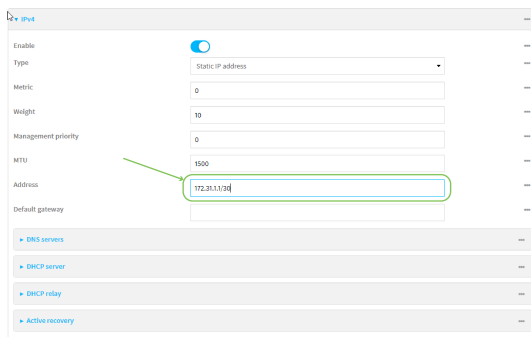 IPv4
Enable
Type Static IP address
Metric 0
Weight 10
Management priority 0
MTU 1500
Address 172.31.1.1/30
Default gateway
DNS servers
DHCP server
DHCP relay
Active recovery